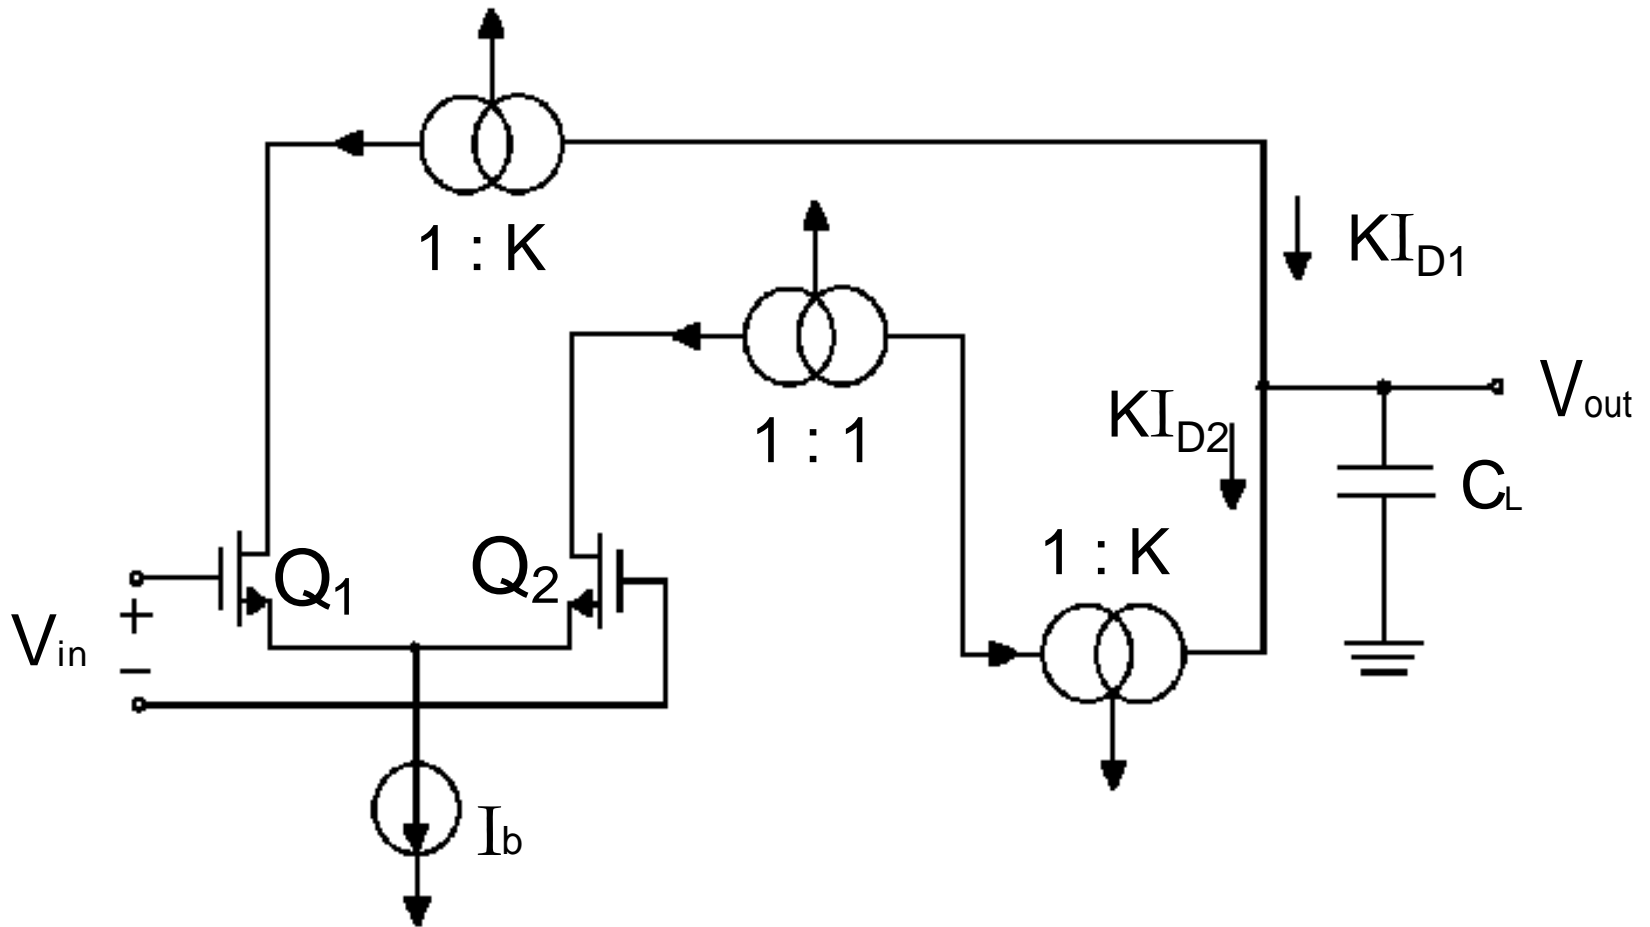 1 : K
KI_D1
1 : 1
KI_D2
V_out
C_L
1 : K
Q_1
Q_2
+
V_in
−
I_b